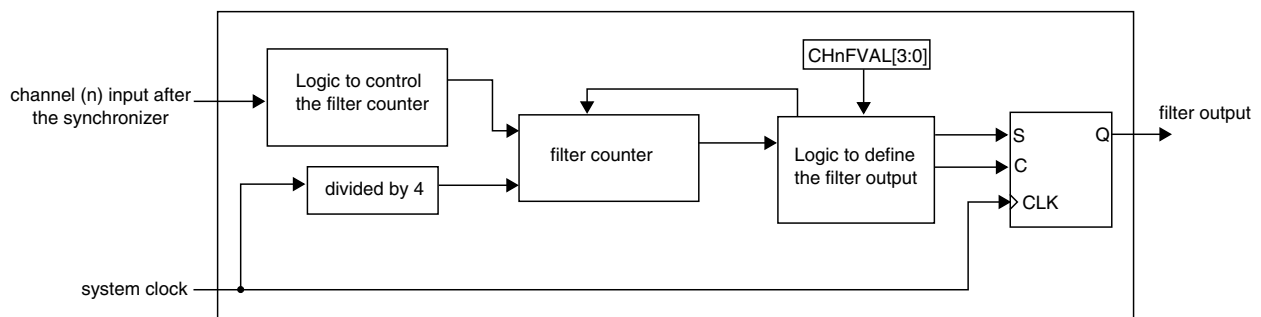 CHnFVAL[3:0]
Logic to control
the filter counter
channel (n) input after
the synchronizer
filter output
S
Q
filter counter
Logic to define
the filter output
C
divided by 4
CLK
system clock